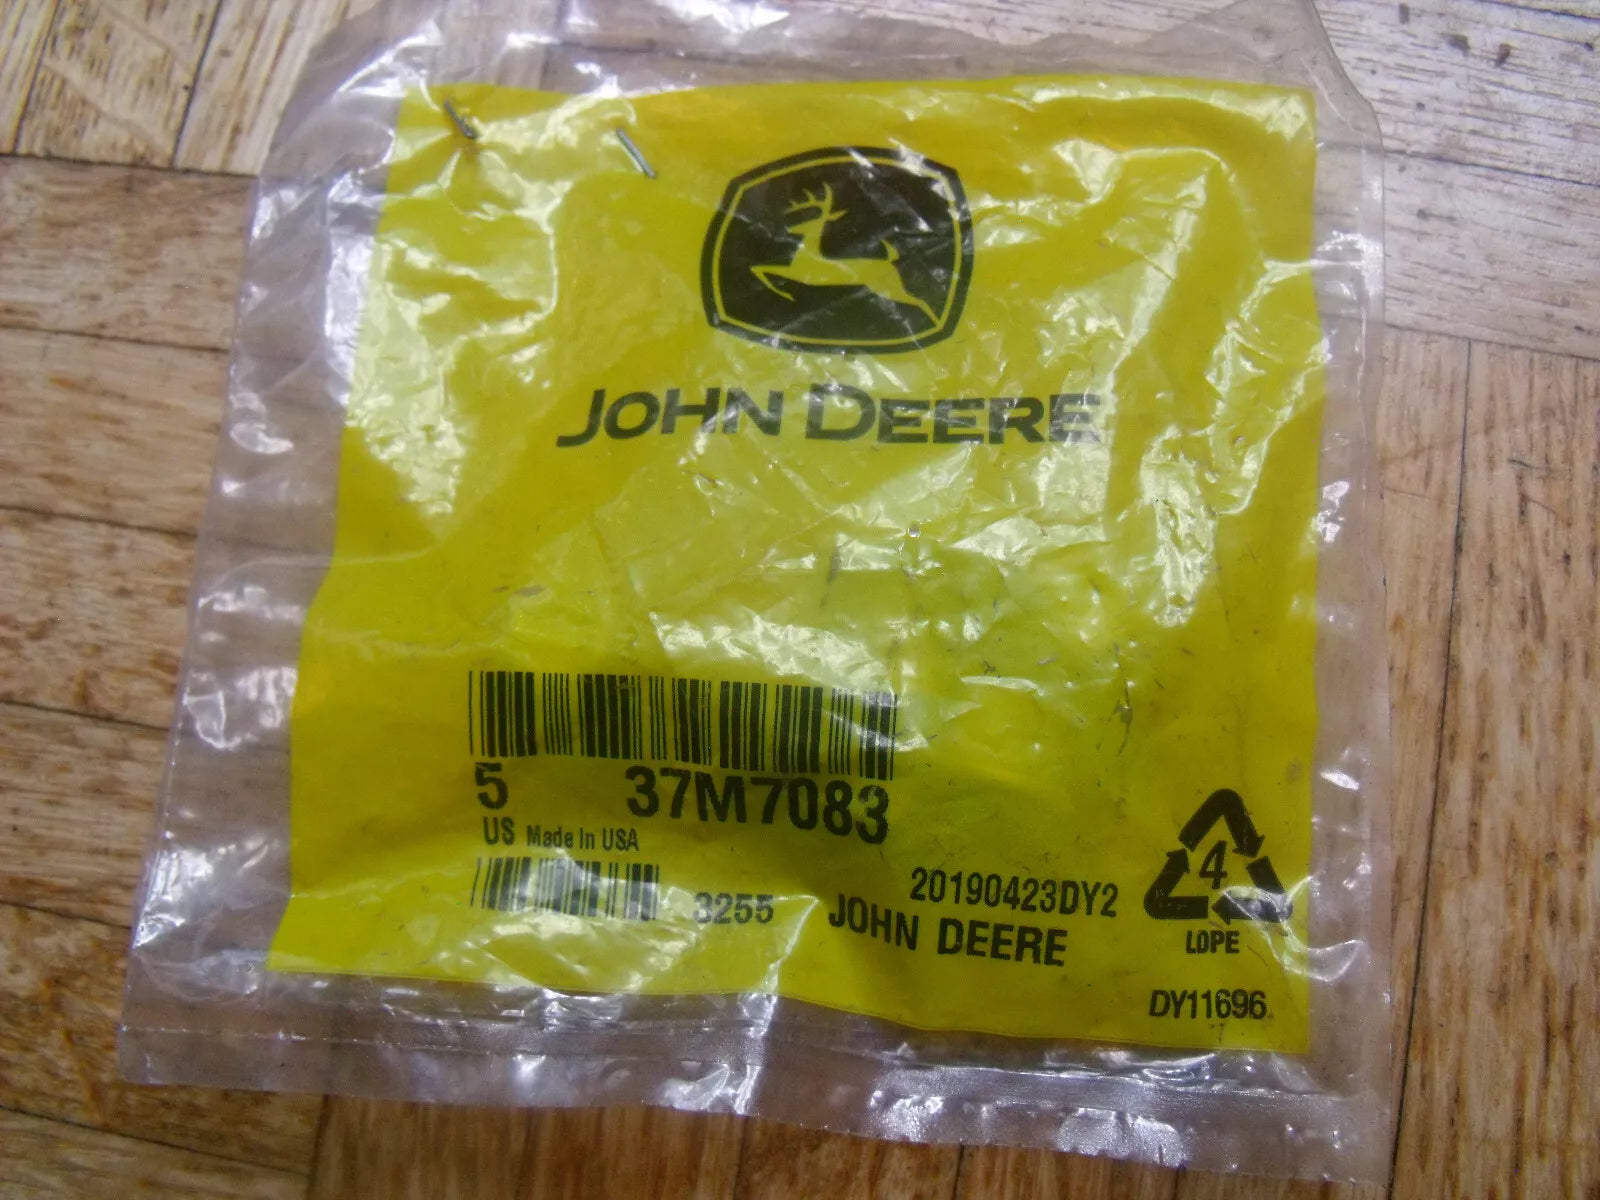 JOHN DEERE
5 37M7083
US Made In USA
3255
20190423DY2
JOHN DEERE
4
LDPE
DY11696